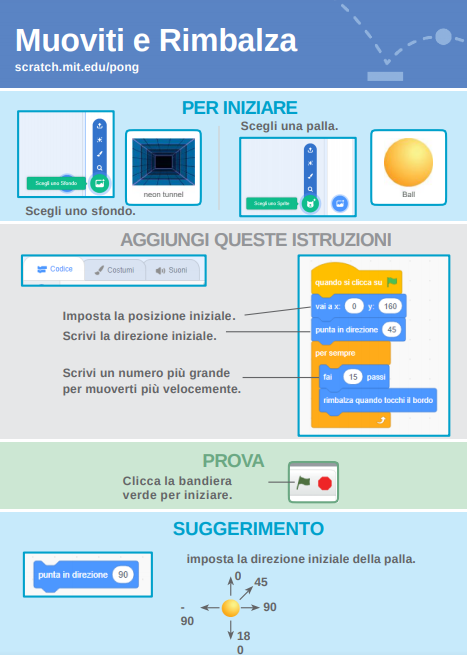 Muoviti e Rimbalza
scratch.mit.edu/pong
PER INIZIARE
Scegli una palla.
Scegli uno Sfondo
neon tunnel
Scegli uno Sprite
Ball
Scegli uno sfondo.
AGGIUNGI QUESTE ISTRUZIONI
Codice
Costumi
Suoni
quando si clicca su
Imposta la posizione iniziale.
vai a x: 0 y: 160
Scrivi la direzione iniziale.
punta in direzione 45
per sempre
Scrivi un numero più grande
per muoverti più velocemente.
fai 15 passi
rimbalza quando tocchi il bordo
PROVA
Clicca la bandiera
verde per iniziare.
SUGGERIMENTO
imposta la direzione iniziale della palla.
punta in direzione 90
0
45
-
90
90
18
0